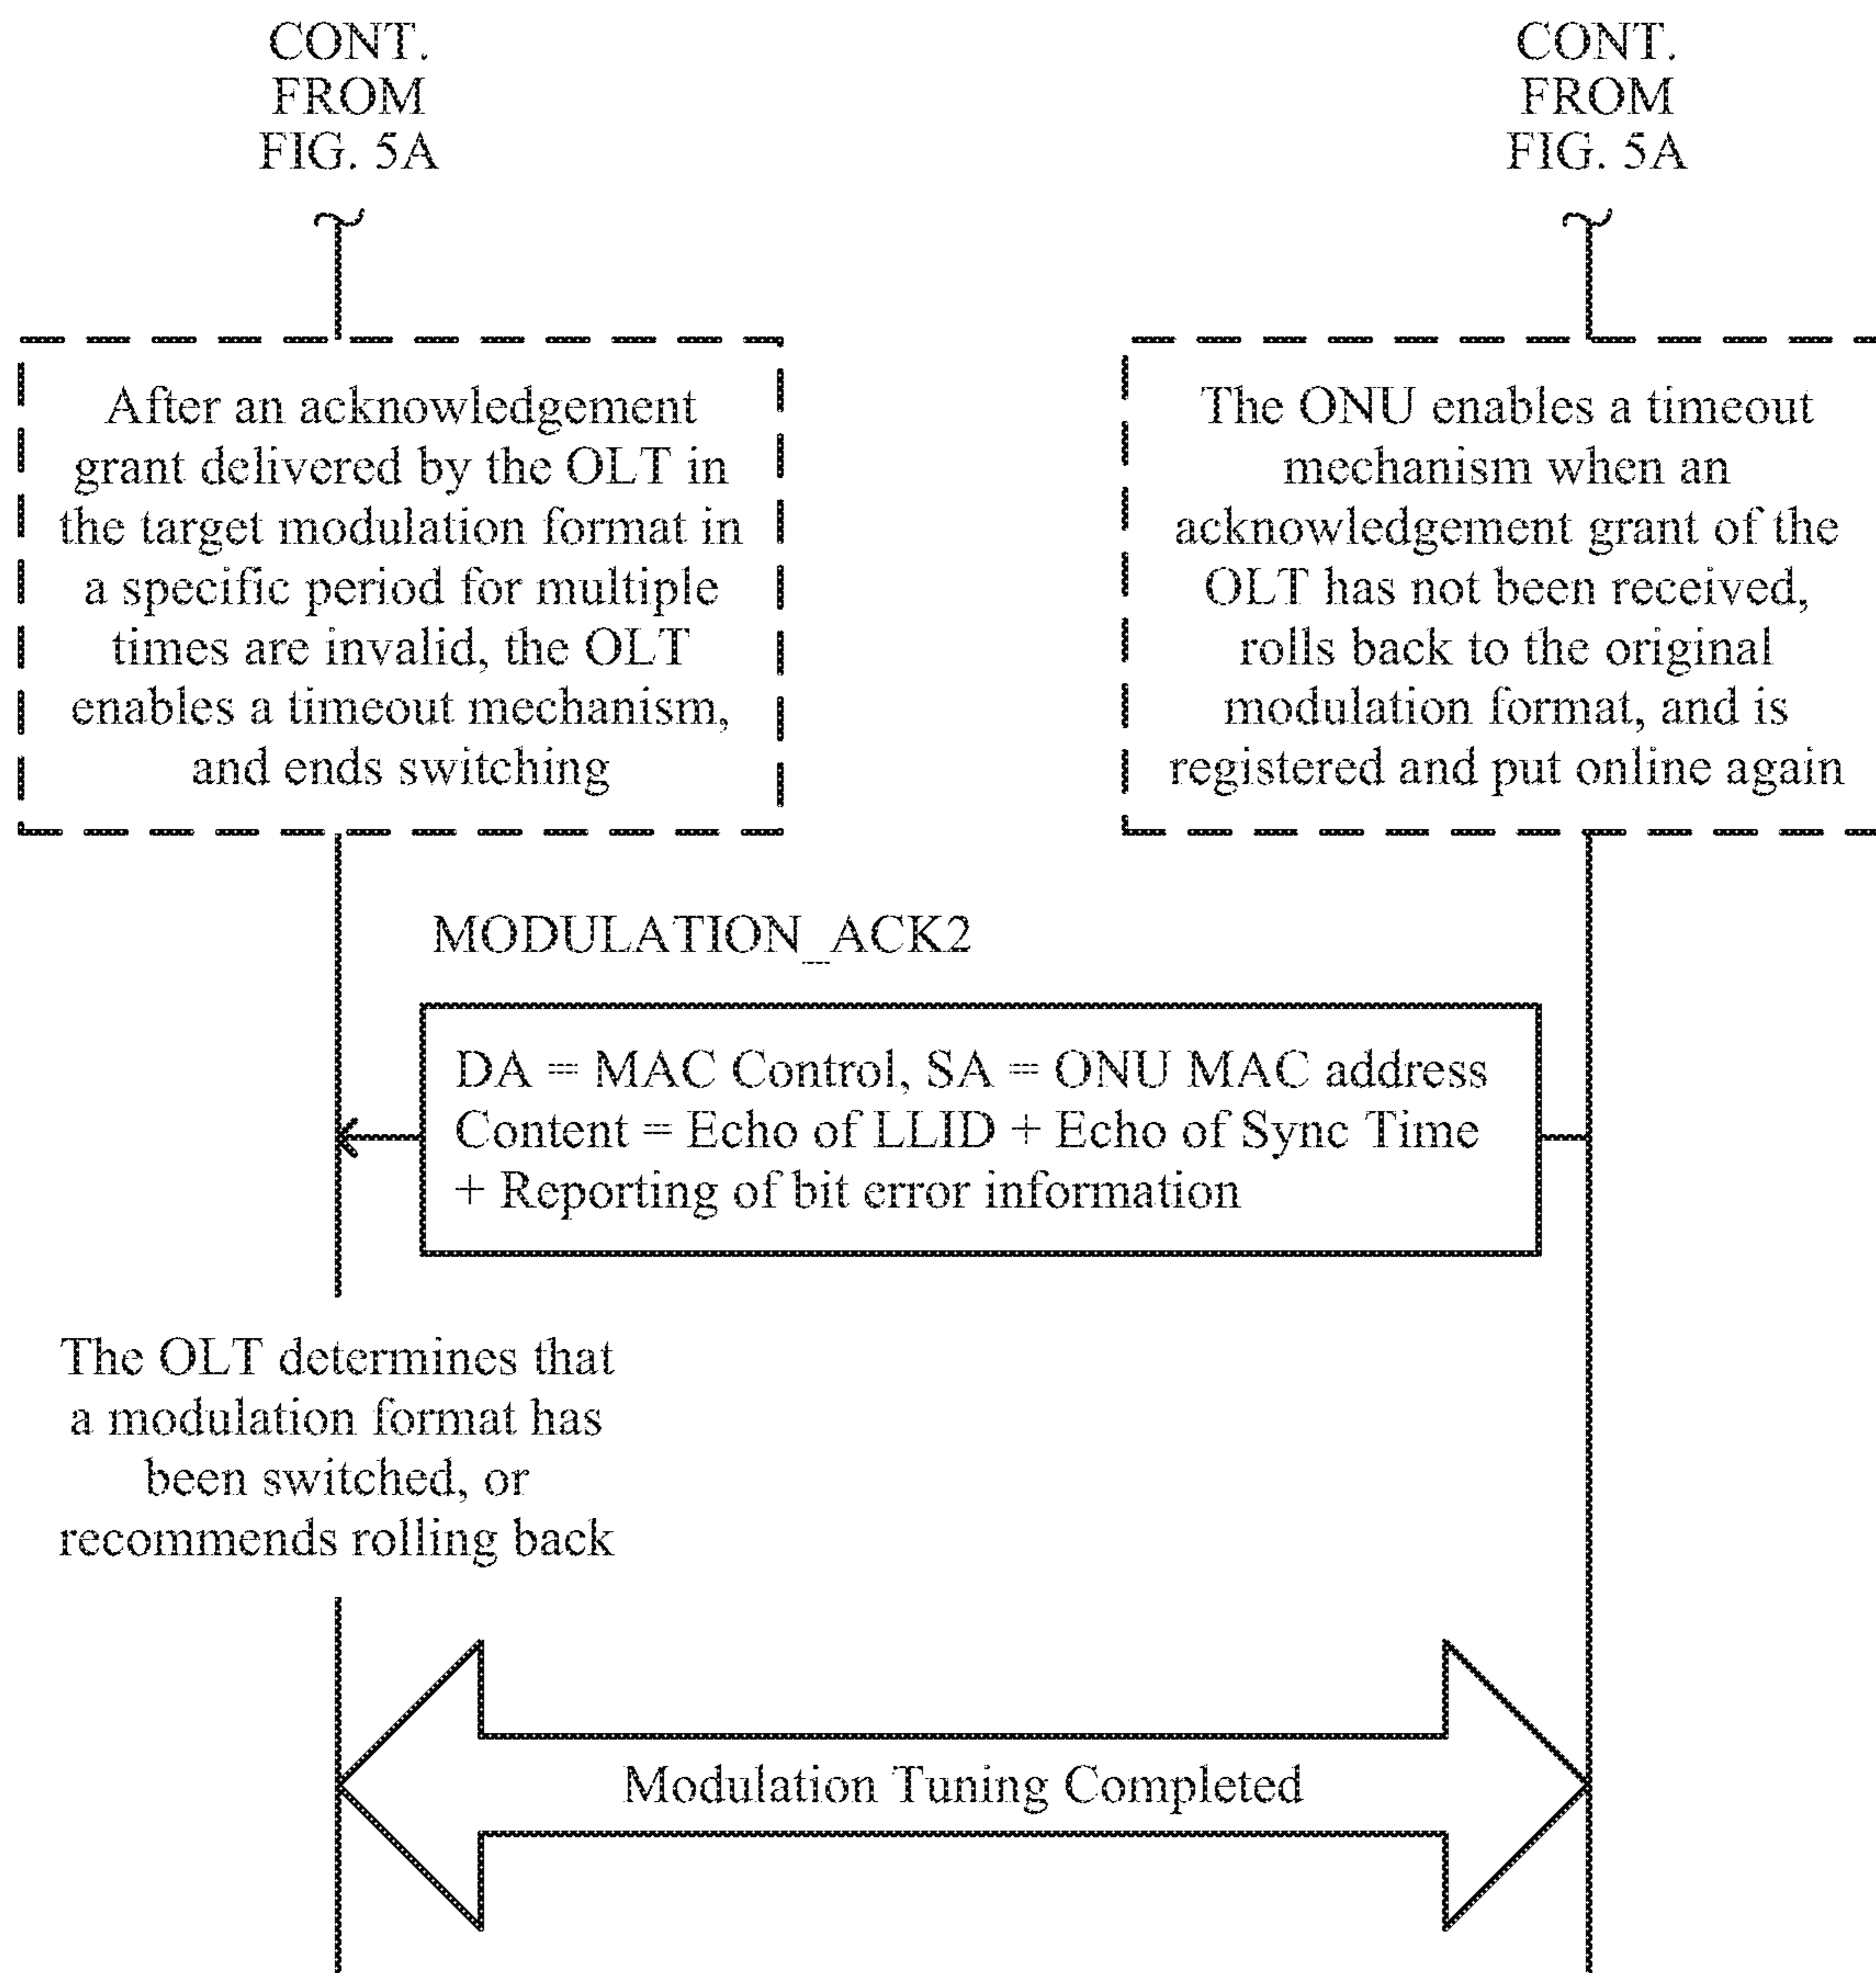 CONT.
FROM
FIG. 5A
CONT.
FROM
FIG. 5A
After an acknowledgement
grant delivered by the OLT in
the target modulation format in
a specific period for multiple
times are invalid, the OLT
enables a timeout mechanism,
and ends switching
The ONU enables a timeout
mechanism when an
acknowledgement grant of the
OLT has not been received,
rolls back to the original
modulation format, and is
registered and put online again
MODULATION_ACK2
DA = MAC Control, SA = ONU MAC address
Content = Echo of LLID + Echo of Sync Time
+ Reporting of bit error information
The OLT determines that
a modulation format has
been switched, or
recommends rolling back
Modulation Tuning Completed